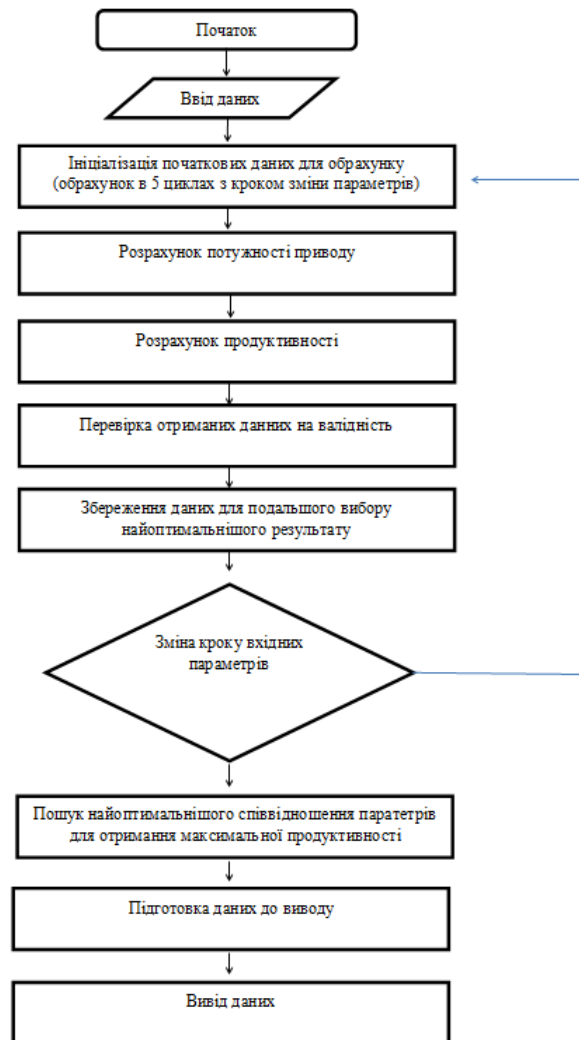 Початок
Ввід даних
Ініціалізація початкових даних для обрахунку
(обрахунок в 5 циклах з кроком зміни параметрів)
Розрахунок потужності приводу
Розрахунок продуктивності
Перевірка отриманих данних на валідність
Збереження даних для подальшого вибору
найоптимальнішого результату
Зміна кроку вхідних
параметрів
Пошук найоптимальнішого співвідношення паратетрів
для отримання максимальної продуктивності
Підготовка даних до виводу
Вивід даних